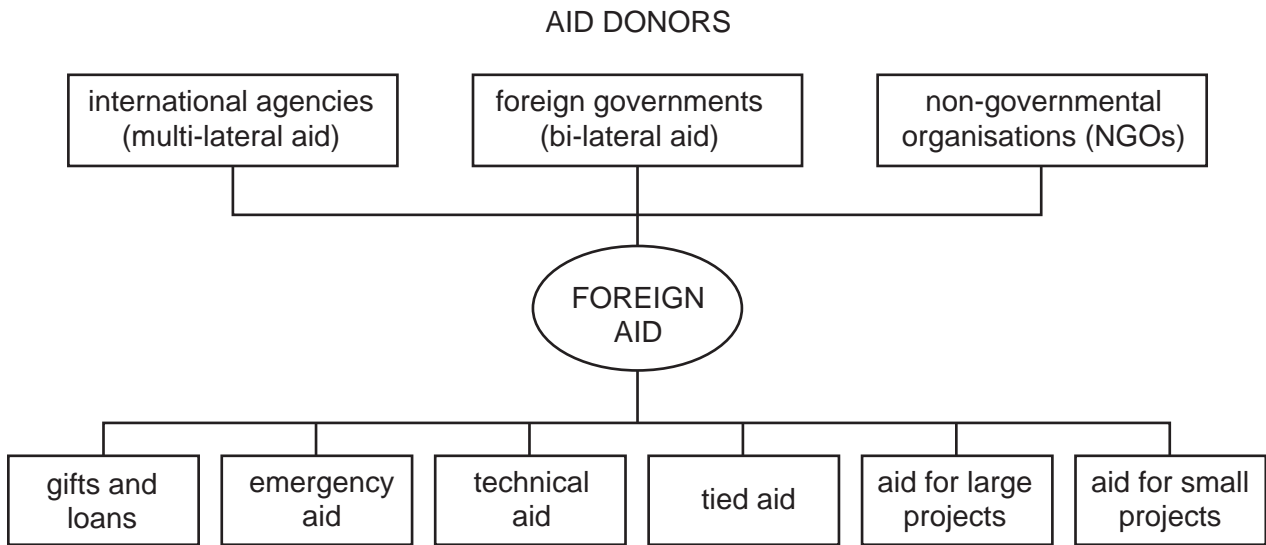 AID DONORS
international agencies
(multi-lateral aid)
foreign governments
(bi-lateral aid)
non-governmental
organisations (NGOs)
FOREIGN
AID
gifts and
loans
emergency
aid
technical
aid
tied aid
aid for large
projects
aid for small
projects